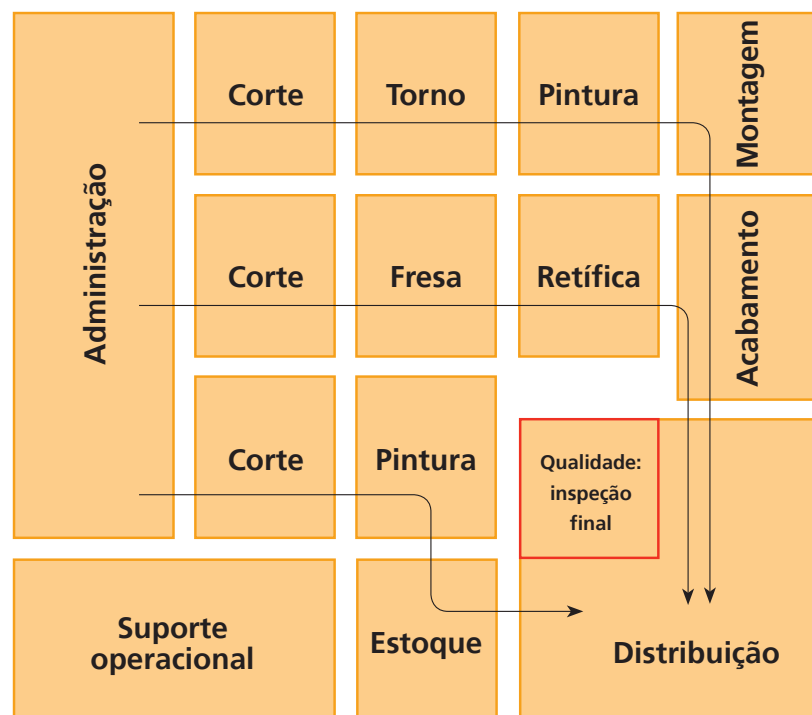 Administração
Corte
Torno
Pintura
Montagem
Corte
Fresa
Retífica
Acabamento
Corte
Pintura
Qualidade:
inspeção
final
Suporte
operacional
Estoque
Distribuição